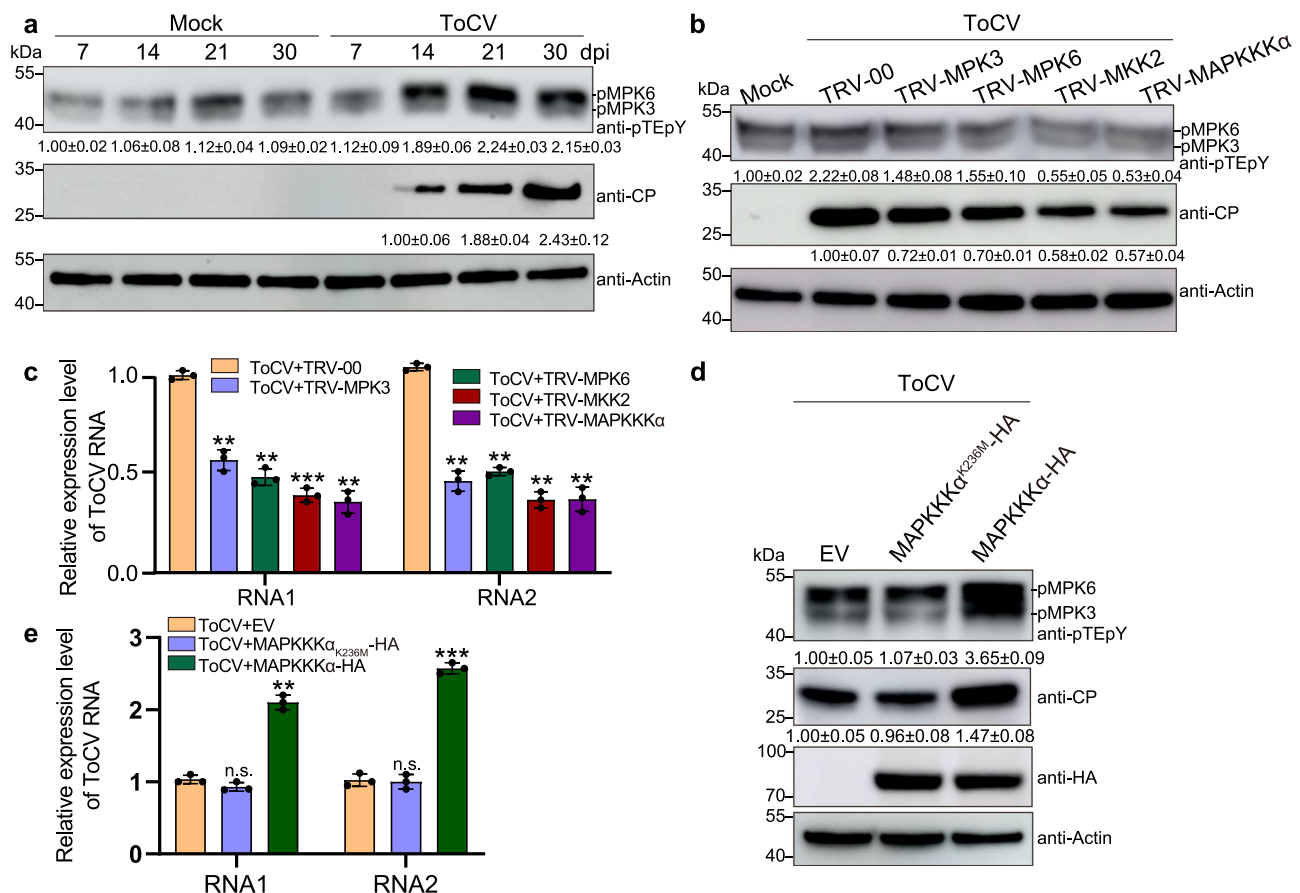 a
Mock ToCV
kDa 7 14 21 30 7 14 21 30 dpi
55
pMPK6
pMPK3
40
anti-pTEpY
1.00±0.02 1.06±0.08 1.12±0.04 1.09±0.02 1.12±0.09 1.89±0.06 2.24±0.03 2.15±0.03
35
anti-CP
25
1.00±0.06 1.88±0.04 2.43±0.12
55
anti-Actin
40
b
ToCV
Mock TRV-00 TRV-MPK3 TRV-MPK6 TRV-MKK2 TRV-MAPKKKα
kDa
55
pMPK6
pMPK3
40
anti-pTEpY
1.00±0.02 2.22±0.08 1.48±0.08 1.55±0.10 0.55±0.05 0.53±0.04
35
anti-CP
25
1.00±0.07 0.72±0.01 0.70±0.01 0.58±0.02 0.57±0.04
50
anti-Actin
40
c
Relative expression level
of ToCV RNA
ToCV+TRV-00
ToCV+TRV-MPK3
ToCV+TRV-MPK6
ToCV+TRV-MKK2
ToCV+TRV-MAPKKKα
1.0
0.5
0.0
** ** *** ** ** ** ** **
RNA1 RNA2
d
ToCV
EV MAPKKKα^K236M-HA MAPKKKα-HA
kDa
55
pMPK6
pMPK3
40
anti-pTEpY
1.00±0.05 1.07±0.03 3.65±0.09
35
anti-CP
25
1.00±0.05 0.96±0.08 1.47±0.08
100
anti-HA
70
55
anti-Actin
40
e
Relative expression level
of ToCV RNA
ToCV+EV
ToCV+MAPKKKα_K236M-HA
ToCV+MAPKKKα-HA
3
2
1
0
n.s. ** n.s. ***
RNA1 RNA2